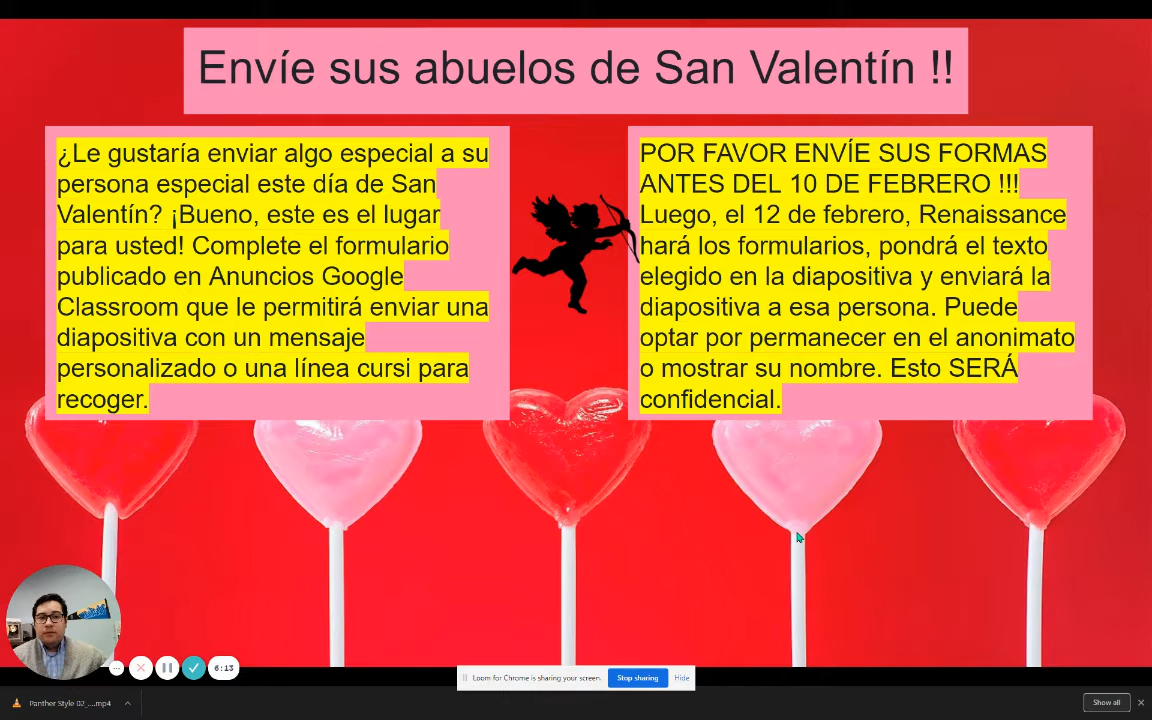 Envíe sus abuelos de San Valentín !!
¿Le gustaría enviar algo especial a su
persona especial este día de San
Valentín? ¡Bueno, este es el lugar
para usted! Complete el formulario
publicado en Anuncios Google
Classroom que le permitirá enviar una
diapositiva con un mensaje
personalizado o una línea cursi para
recoger.
POR FAVOR ENVÍE SUS FORMAS
ANTES DEL 10 DE FEBRERO !!!
Luego, el 12 de febrero, Renaissance
hará los formularios, pondrá el texto
elegido en la diapositiva y enviará la
diapositiva a esa persona. Puede
optar por permanecer en el anonimato
o mostrar su nombre. Esto SERÁ
confidencial.
6:13
Loom for Chrome is sharing your screen.
Stop sharing
Hide
Panther Style 02_....mp4
Show all